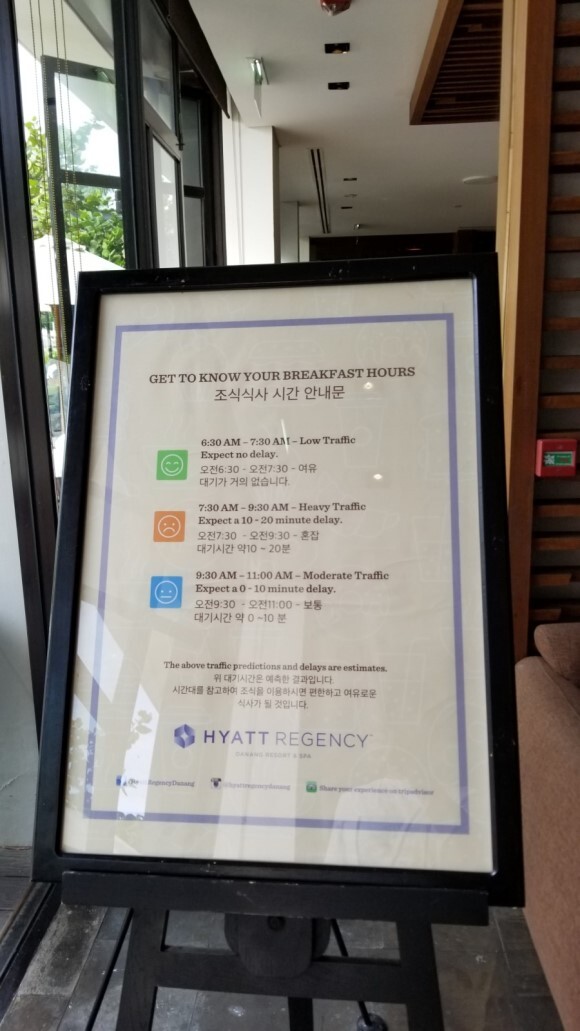 GET TO KNOW YOUR BREAKFAST HOURS
조식식사 시간 안내문
6:30 AM – 7:30 AM – Low Traffic
Expect no delay.
오전6:30 - 오전7:30 - 여유
대기가 거의 없습니다.
7:30 AM – 9:30 AM – Heavy Traffic
Expect a 10 - 20 minute delay.
오전7:30 - 오전9:30 - 혼잡
대기시간 약10 ~ 20분
9:30 AM – 11:00 AM – Moderate Traffic
Expect a 0 - 10 minute delay.
오전9:30 - 오전11:00 - 보통
대기시간 약 0 ~10 분
The above traffic predictions and delays are estimates.
위 대기시간은 예측한 결과입니다.
시간대를 참고하여 조식을 이용하시면 편한하고 여유로운
식사가 될 것입니다.
HYATT REGENCY
DANANG RESORT & SPA
@hyattregencydanang
Share your experience on tripadvisor